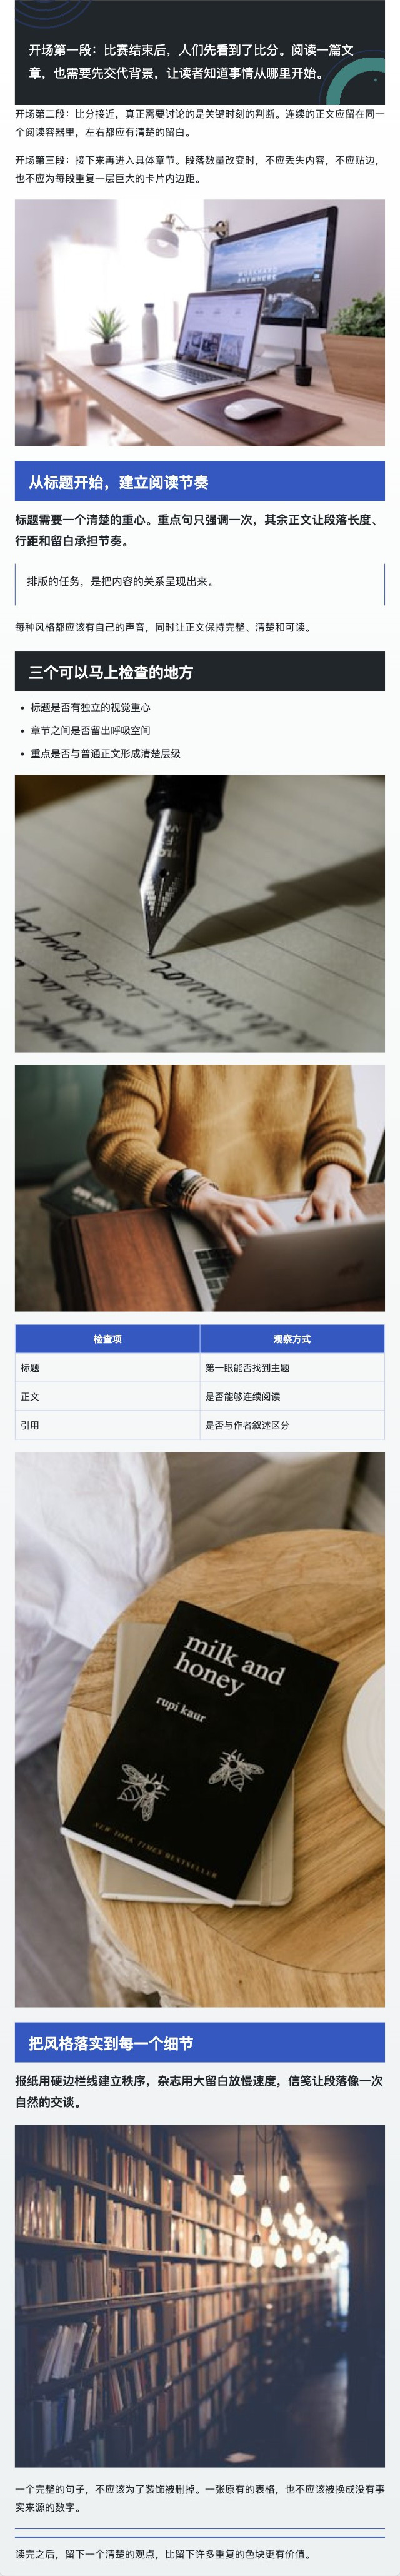 开场第一段：比赛结束后，人们先看到了比分。阅读一篇文
章，也需要先交代背景，让读者知道事情从哪里开始。
开场第二段：比分接近，真正需要讨论的是关键时刻的判断。连续的正文应留在同一
个阅读容器里，左右都应有清楚的留白。
开场第三段：接下来再进入具体章节。段落数量改变时，不应丢失内容，不应贴边，
也不应为每段重复一层巨大的卡片内边距。
从标题开始，建立阅读节奏
标题需要一个清楚的重心。重点句只强调一次，其余正文让段落长度、
行距和留白承担节奏。
排版的任务，是把内容的关系呈现出来。
每种风格都应该有自己的声音，同时让正文保持完整、清楚和可读。
三个可以马上检查的地方
• 标题是否有独立的视觉重心
• 章节之间是否留出呼吸空间
• 重点是否与普通正文形成清楚层级
检查项 观察方式
标题 第一眼能否找到主题
正文 是否能够连续阅读
引用 是否与作者叙述区分
milk and
honey
rupi kaur
NEW YORK TIMES BESTSELLER
把风格落实到每一个细节
报纸用硬边栏线建立秩序，杂志用大留白放慢速度，信笺让段落像一次
自然的交谈。
一个完整的句子，不应该为了装饰被删掉。一张原有的表格，也不应该被换成没有事
实来源的数字。
读完之后，留下一个清楚的观点，比留下许多重复的色块更有价值。